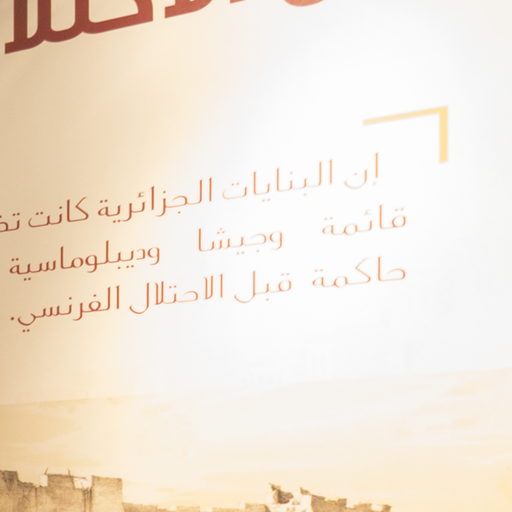 إن البنايات الجزائرية كانت
قائمة وجيشا وديبلوماسية
حاكمة قبل الاحتلال الفرنسي.